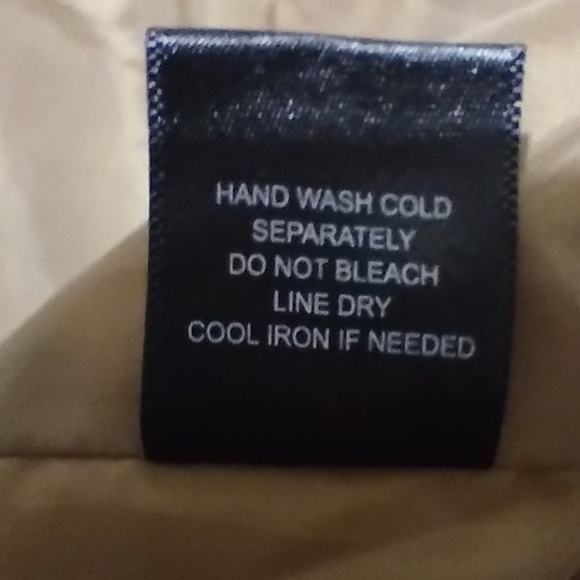 HAND WASH COLD
SEPARATELY
DO NOT BLEACH
LINE DRY
COOL IRON IF NEEDED